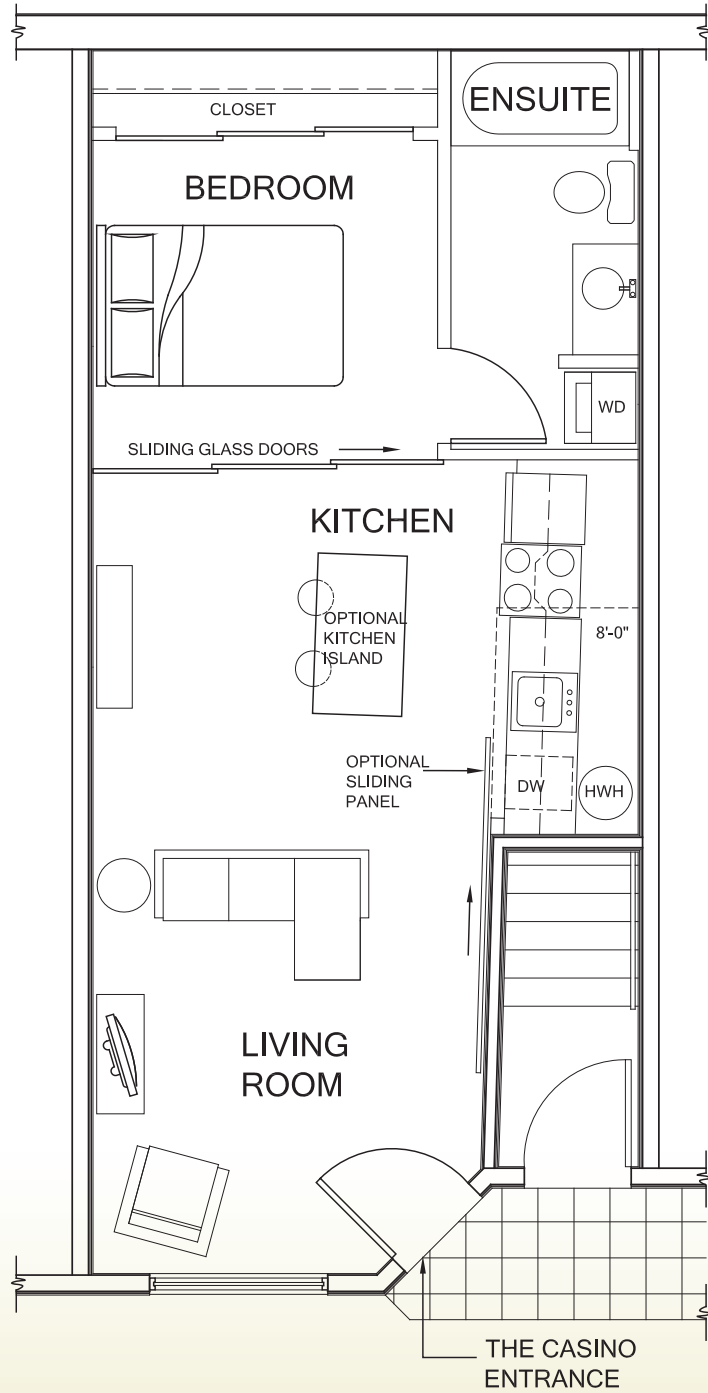 CLOSET
ENSUITE
BEDROOM
WD
SLIDING GLASS DOORS
KITCHEN
OPTIONAL
KITCHEN
ISLAND
8'-0"
OPTIONAL
SLIDING
PANEL
DW
HWH
LIVING
ROOM
THE CASINO
ENTRANCE